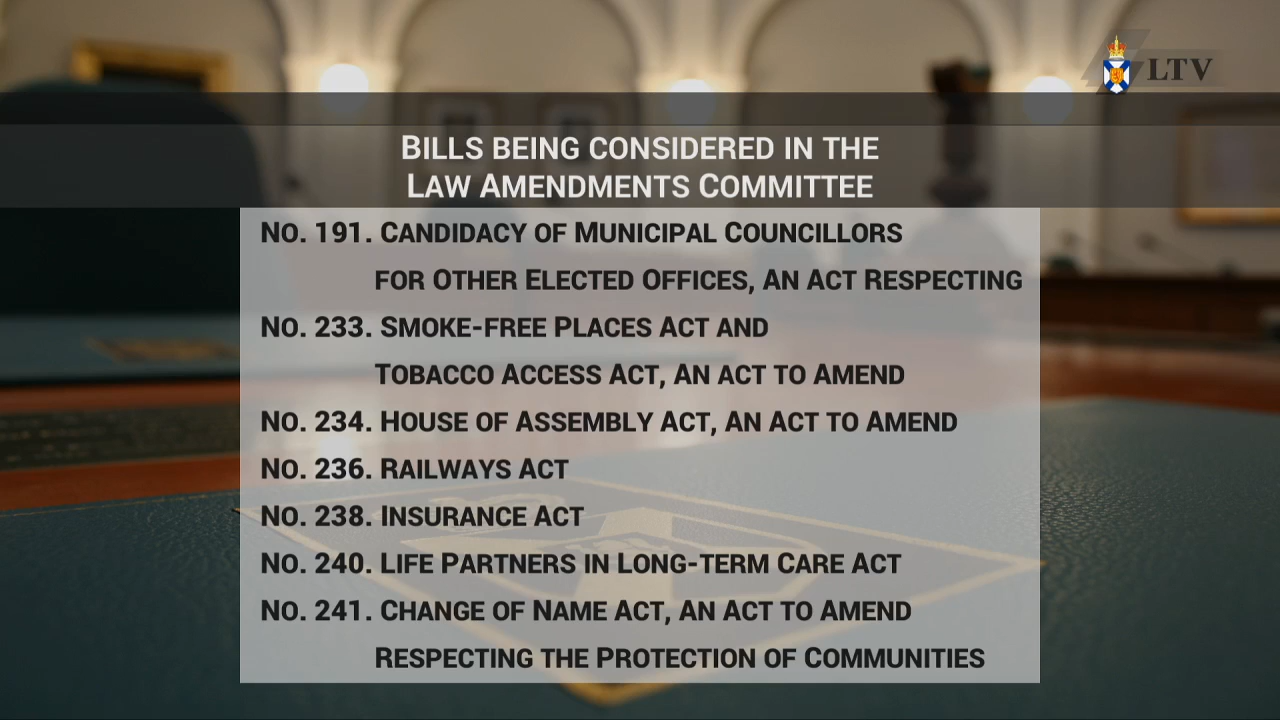 LTV
BILLS BEING CONSIDERED IN THE
LAW AMENDMENTS COMMITTEE
NO. 191. CANDIDACY OF MUNICIPAL COUNCILLORS
FOR OTHER ELECTED OFFICES, AN ACT RESPECTING
NO. 233. SMOKE-FREE PLACES ACT AND
TOBACCO ACCESS ACT, AN ACT TO AMEND
NO. 234. HOUSE OF ASSEMBLY ACT, AN ACT TO AMEND
NO. 236. RAILWAYS ACT
NO. 238. INSURANCE ACT
NO. 240. LIFE PARTNERS IN LONG-TERM CARE ACT
NO. 241. CHANGE OF NAME ACT, AN ACT TO AMEND
RESPECTING THE PROTECTION OF COMMUNITIES